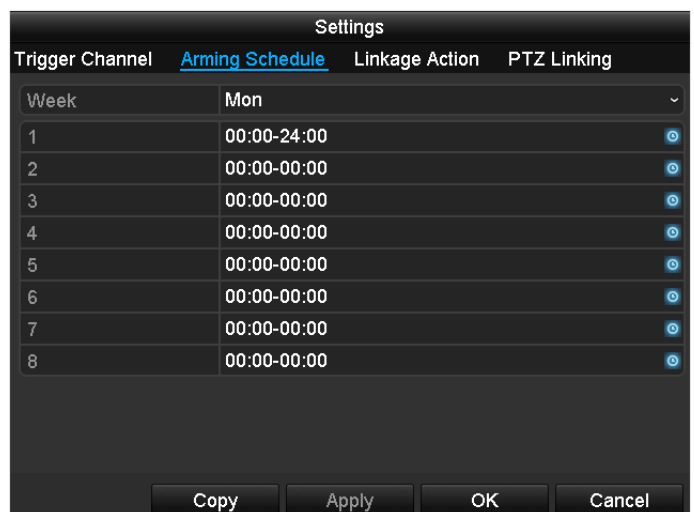 Settings
Trigger Channel Arming Schedule Linkage Action PTZ Linking
Week Mon
1 00:00-24:00
2 00:00-00:00
3 00:00-00:00
4 00:00-00:00
5 00:00-00:00
6 00:00-00:00
7 00:00-00:00
8 00:00-00:00
Copy Apply OK Cancel